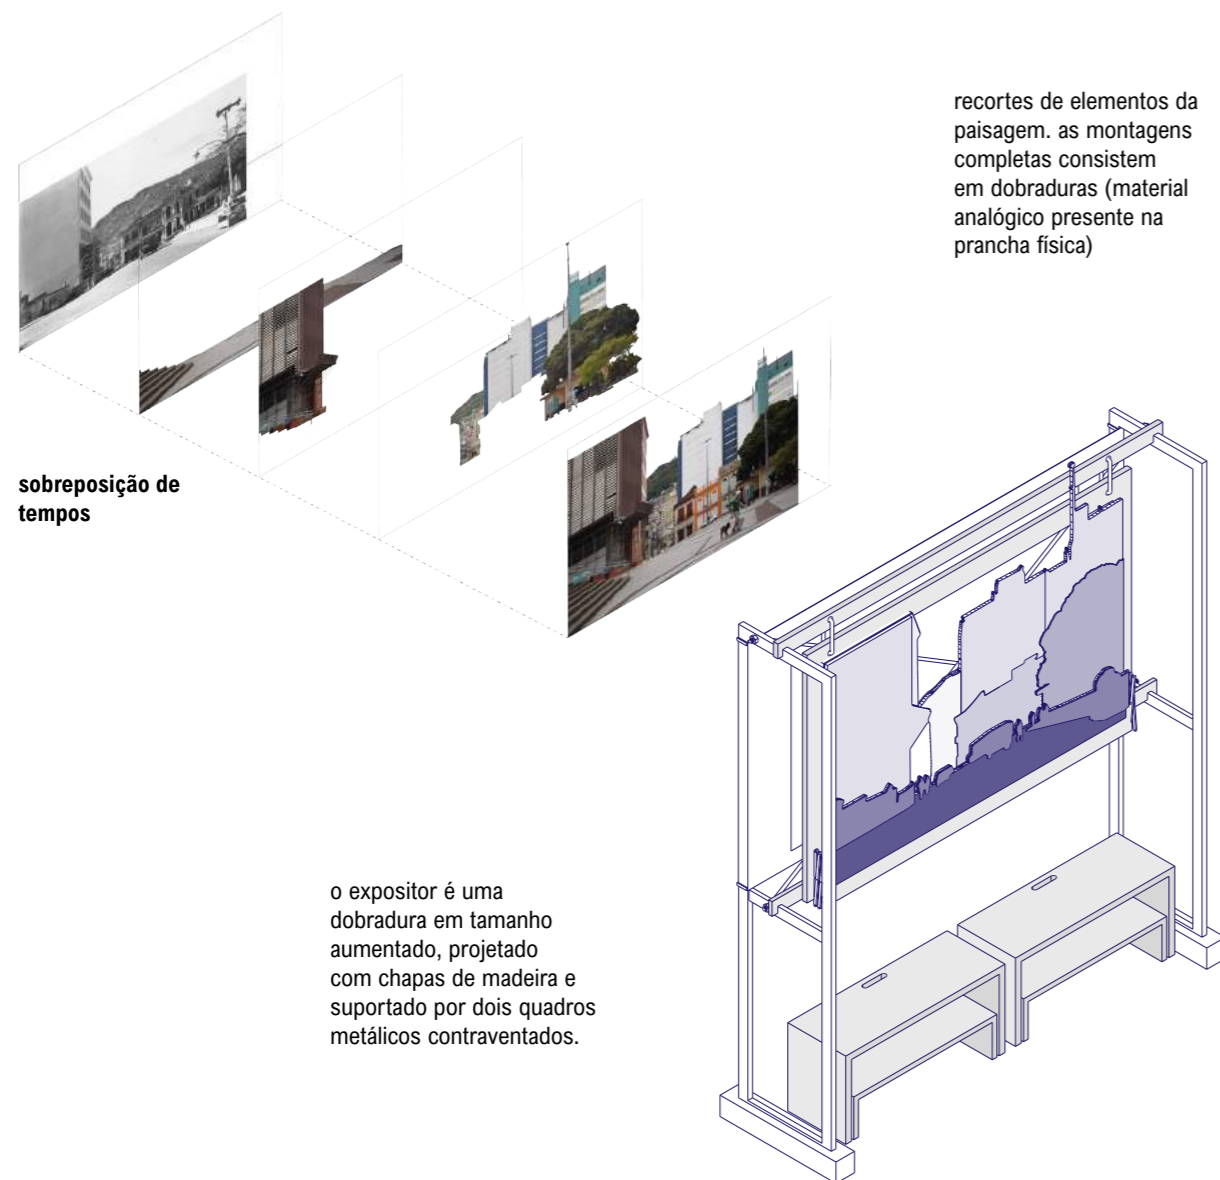 recortes de elementos da
paisagem. as montagens
completas consistem
em dobraduras (material
analógico presente na
prancha física)
sobreposição de
tempos
o expositor é uma
dobradura em tamanho
aumentado, projetado
com chapas de madeira e
suportado por dois quadros
metálicos contraventados.